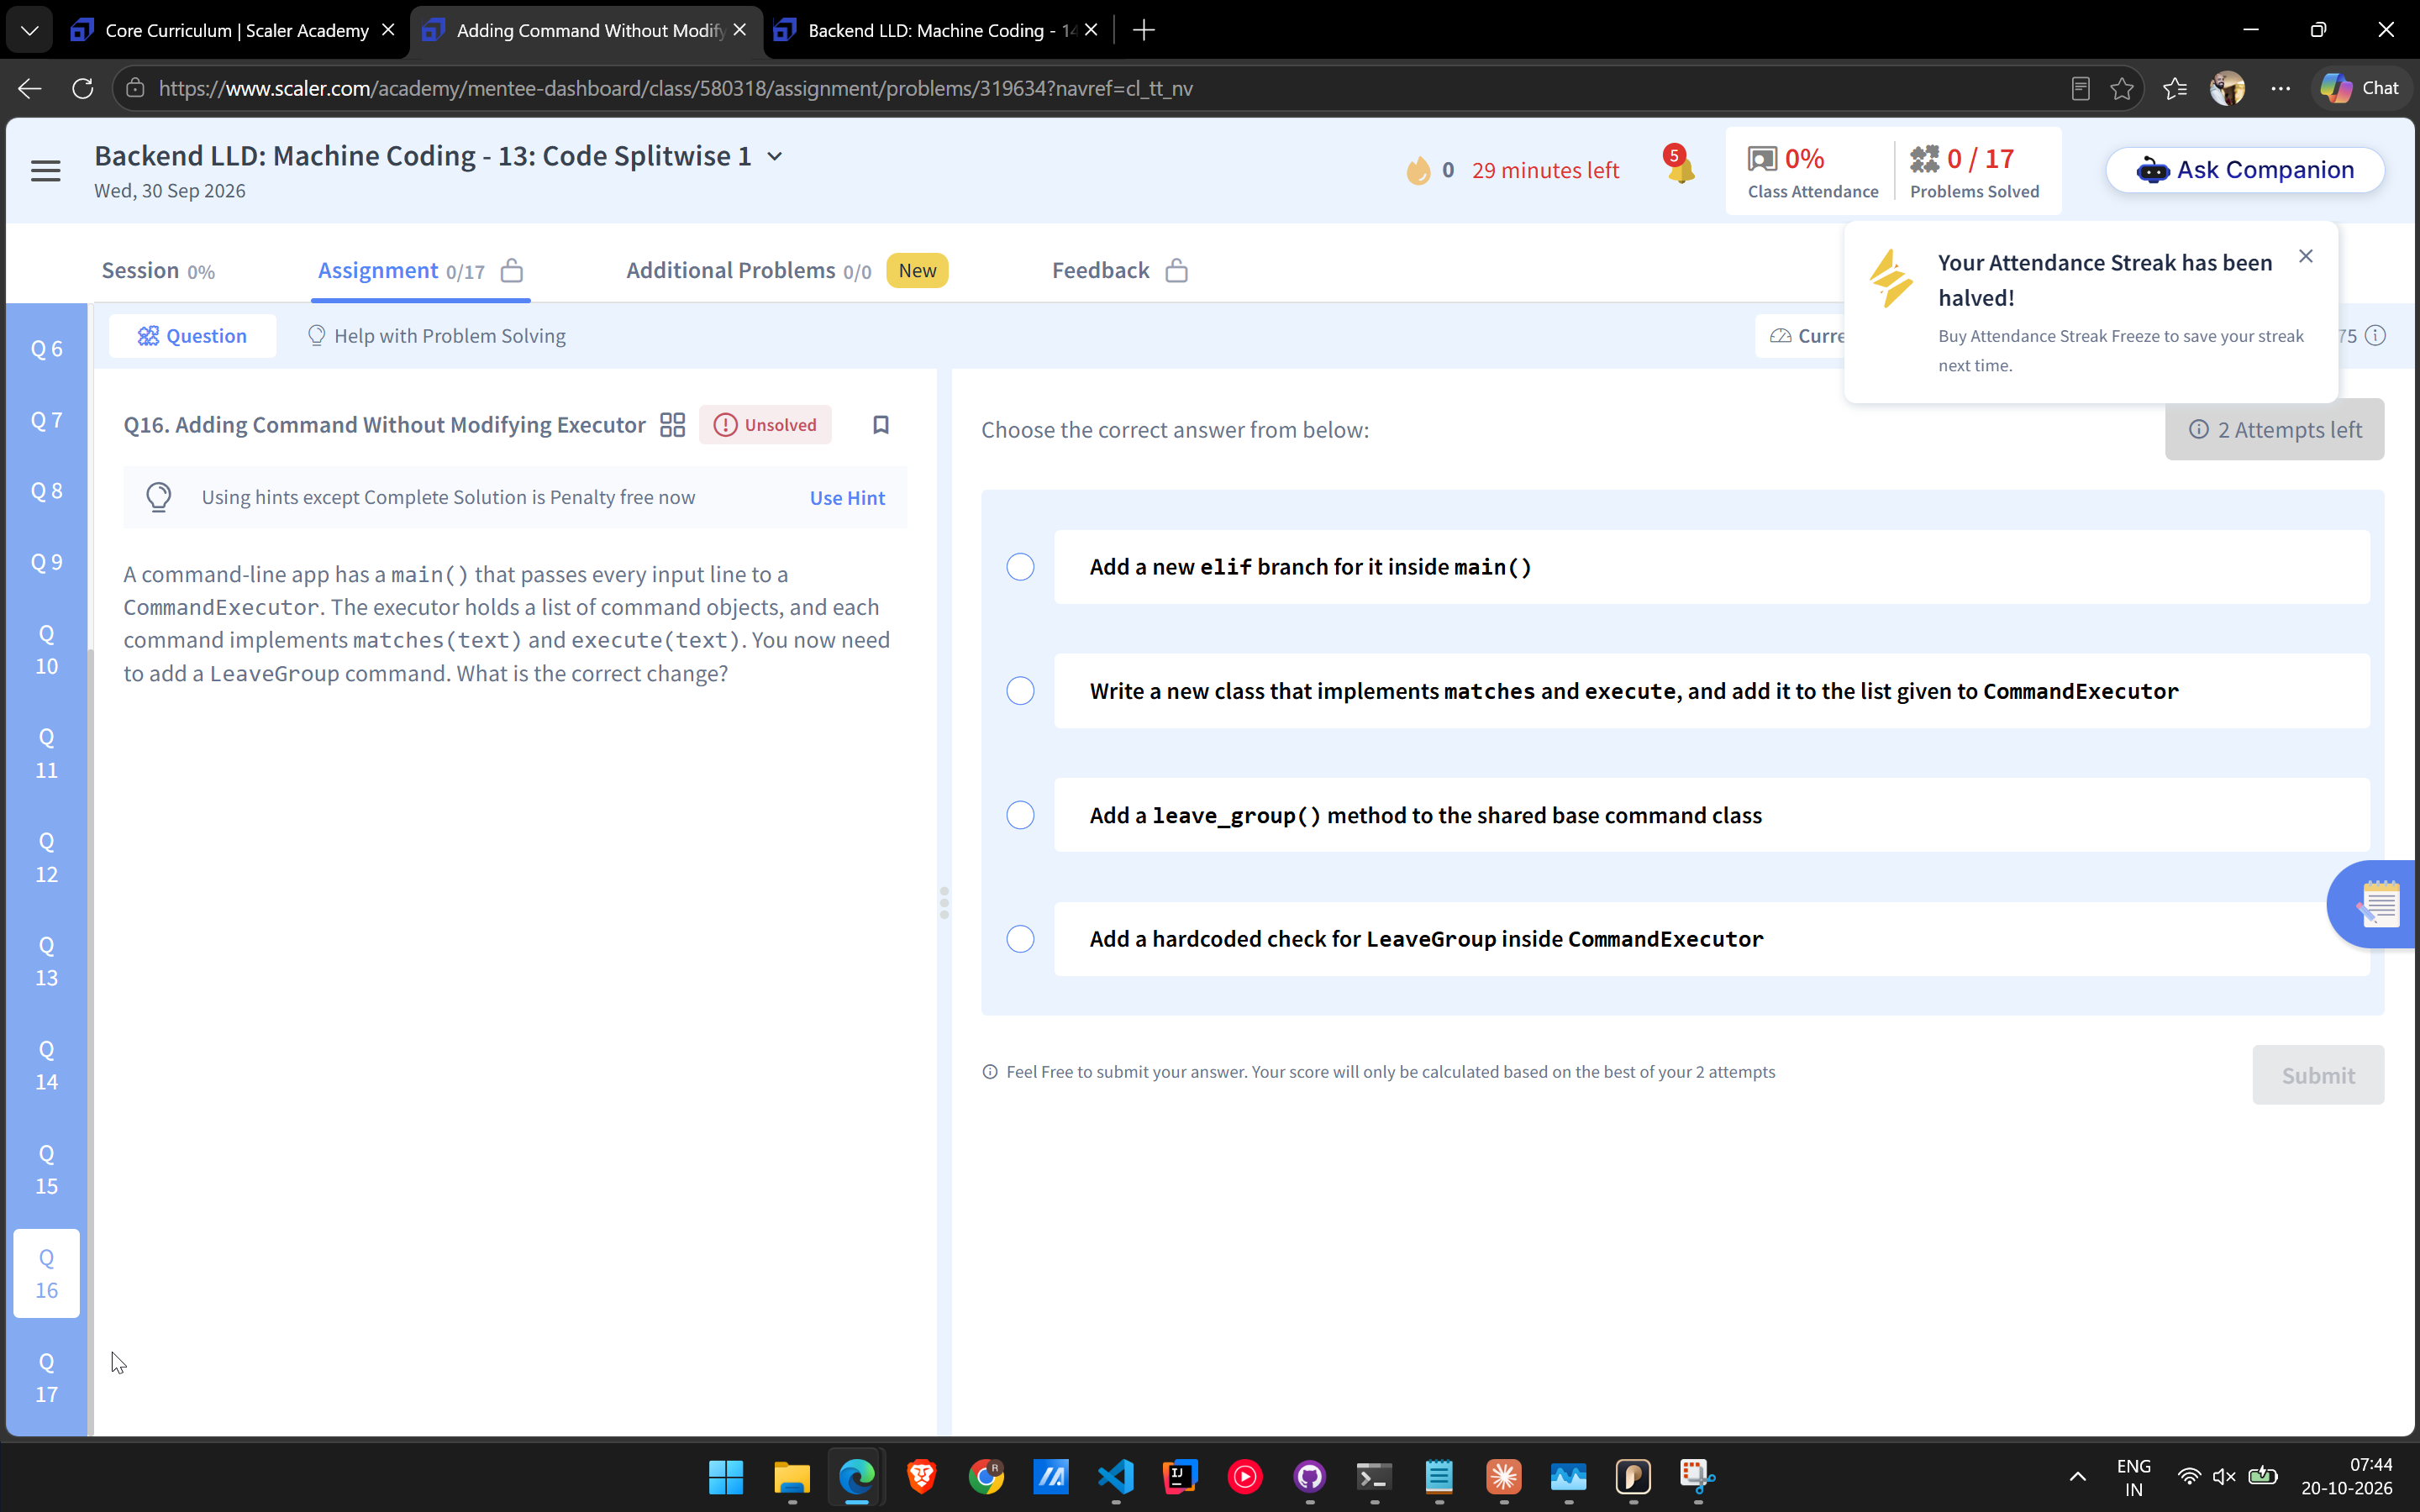 Core Curriculum | Scaler Academy
Adding Command Without Modify
Backend LLD: Machine Coding - 14
https://www.scaler.com/academy/mentee-dashboard/class/580318/assignment/problems/319634?navref=cl_tt_nv
Chat
Backend LLD: Machine Coding - 13: Code Splitwise 1
Wed, 30 Sep 2026
0 29 minutes left
5
0%
Class Attendance
0 / 17
Problems Solved
Ask Companion
Session 0%
Assignment 0/17
Additional Problems 0/0 New
Feedback
Your Attendance Streak has been
halved!
Buy Attendance Streak Freeze to save your streak
next time.
Question
Help with Problem Solving
Curre
75
Q 6
Q 7
Q 8
Q 9
Q
10
Q
11
Q
12
Q
13
Q
14
Q
15
Q
16
Q
17
Q16. Adding Command Without Modifying Executor
Unsolved
Using hints except Complete Solution is Penalty free now
Use Hint
A command-line app has a main() that passes every input line to a
CommandExecutor. The executor holds a list of command objects, and each
command implements matches(text) and execute(text). You now need
to add a LeaveGroup command. What is the correct change?
Choose the correct answer from below:
2 Attempts left
Add a new elif branch for it inside main()
Write a new class that implements matches and execute, and add it to the list given to CommandExecutor
Add a leave_group() method to the shared base command class
Add a hardcoded check for LeaveGroup inside CommandExecutor
Feel Free to submit your answer. Your score will only be calculated based on the best of your 2 attempts
Submit
R
IJ
ENG
IN
07:44
20-10-2026